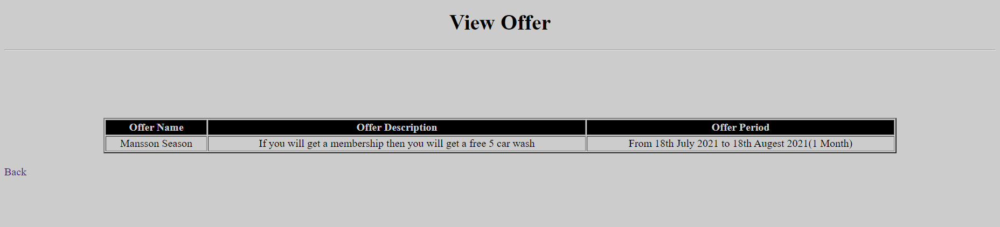 View Offer
Offer Name Offer Description Offer Period
Mansson Season If you will get a membership then you will get a free 5 car wash From 18th July 2021 to 18th Augest 2021(1 Month)
Back